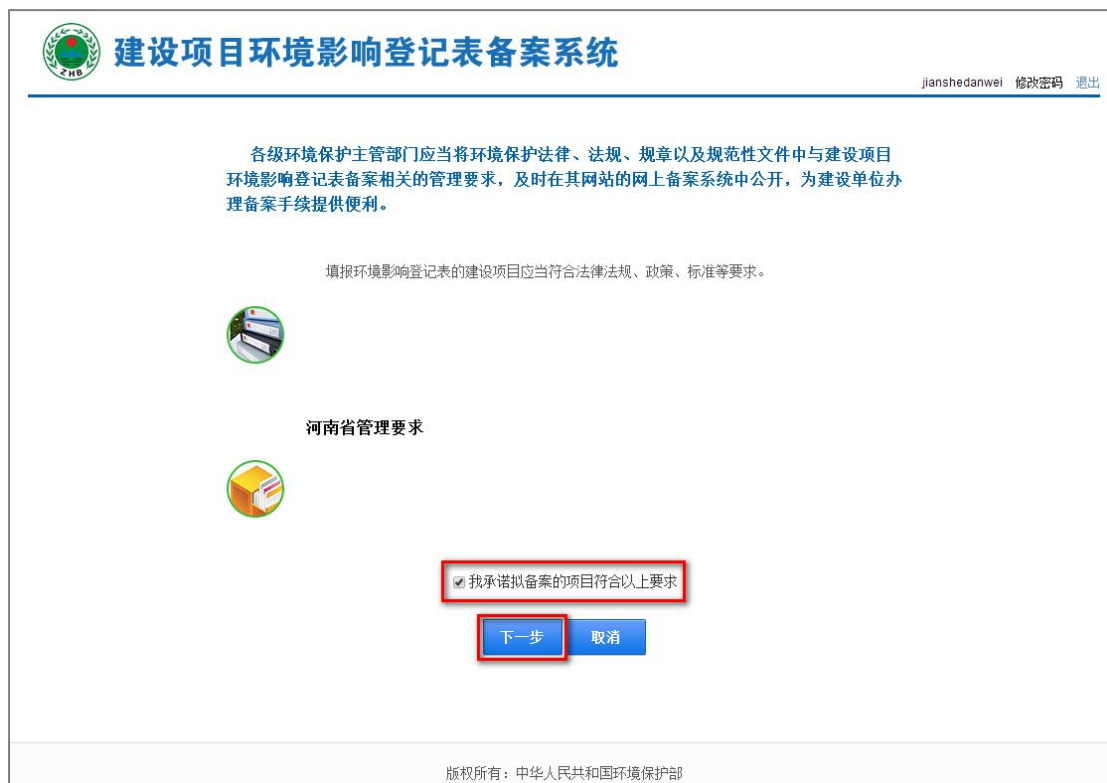 建设项目环境影响登记表备案系统
ZHB
jianshedanwei 修改密码 退出
各级环境保护主管部门应当将环境保护法律、法规、规章以及规范性文件中与建设项目
环境影响登记表备案相关的管理要求，及时在其网站的网上备案系统中公开，为建设单位办
理备案手续提供便利。
填报环境影响登记表的建设项目应当符合法律法规、政策、标准等要求。
河南省管理要求
我承诺拟备案的项目符合以上要求
下一步 取消
版权所有：中华人民共和国环境保护部